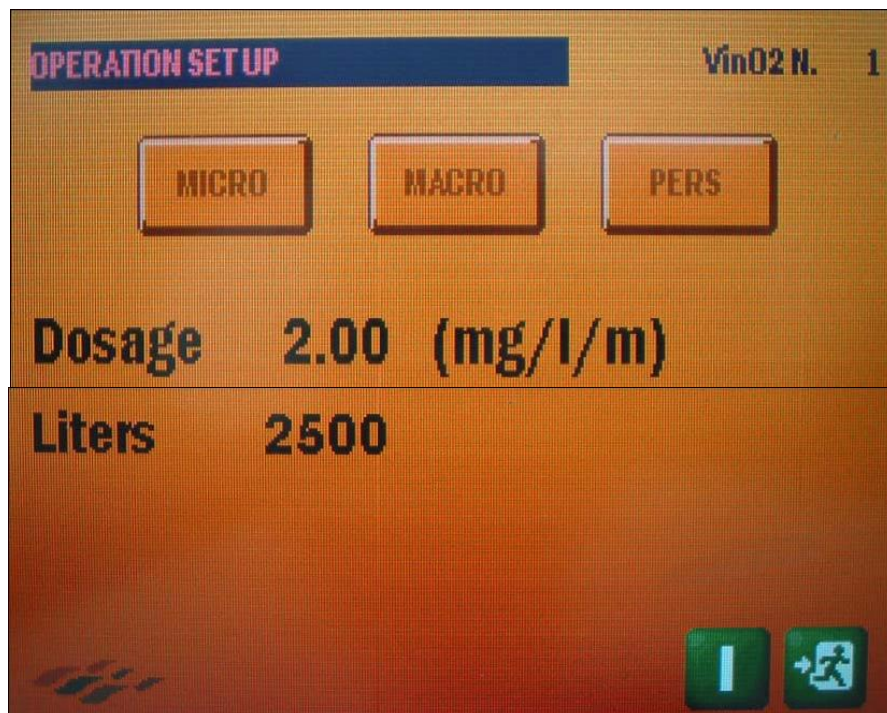 OPERATION SET UP VinO2 N. 1
MICRO MACRO PERS
Dosage 2.00 (mg/l/m)
Liters 2500